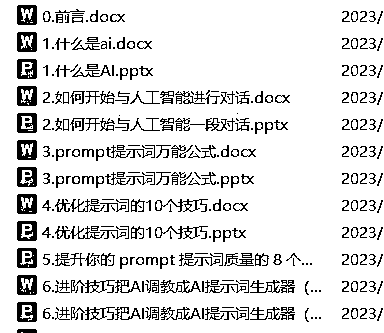 0.前言.docx 2023/
1.什么是ai.docx 2023/
1.什么是AI.pptx 2023/
2.如何开始与人工智能进行对话.docx 2023/
2.如何开始与人工智能一段对话.pptx 2023/
3.prompt提示词万能公式.docx 2023/
3.prompt提示词万能公式.pptx 2023/
4.优化提示词的10个技巧.docx 2023/
4.优化提示词的10个技巧.pptx 2023/
5.提升你的 prompt 提示词质量的 8 个... 2023/
6.进阶技巧把AI调教成AI提示词生成器（... 2023/
6.进阶技巧把AI调教成AI提示词生成器（... 2023/